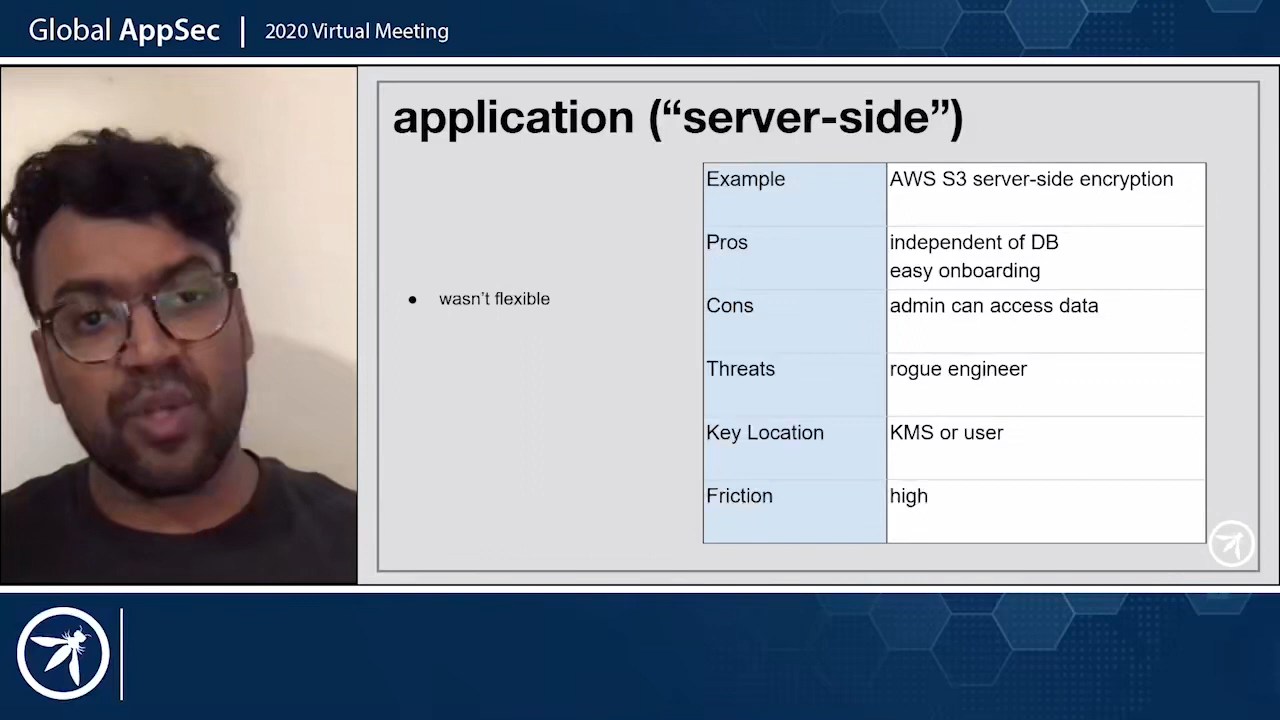 Global AppSec | 2020 Virtual Meeting
application (“server-side”)
• wasn’t flexible
Example AWS S3 server-side encryption
Pros independent of DB
easy onboarding
Cons admin can access data
Threats rogue engineer
Key Location KMS or user
Friction high